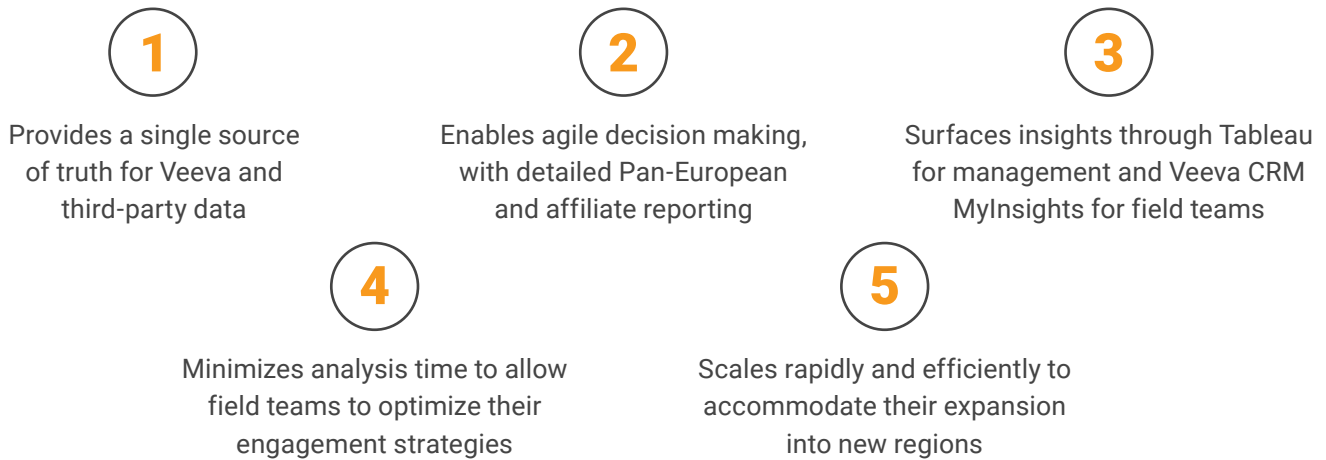 1
Provides a single source
of truth for Veeva and
third-party data
2
Enables agile decision making,
with detailed Pan-European
and affiliate reporting
3
Surfaces insights through Tableau
for management and Veeva CRM
MyInsights for field teams
4
Minimizes analysis time to allow
field teams to optimize their
engagement strategies
5
Scales rapidly and efficiently to
accommodate their expansion
into new regions